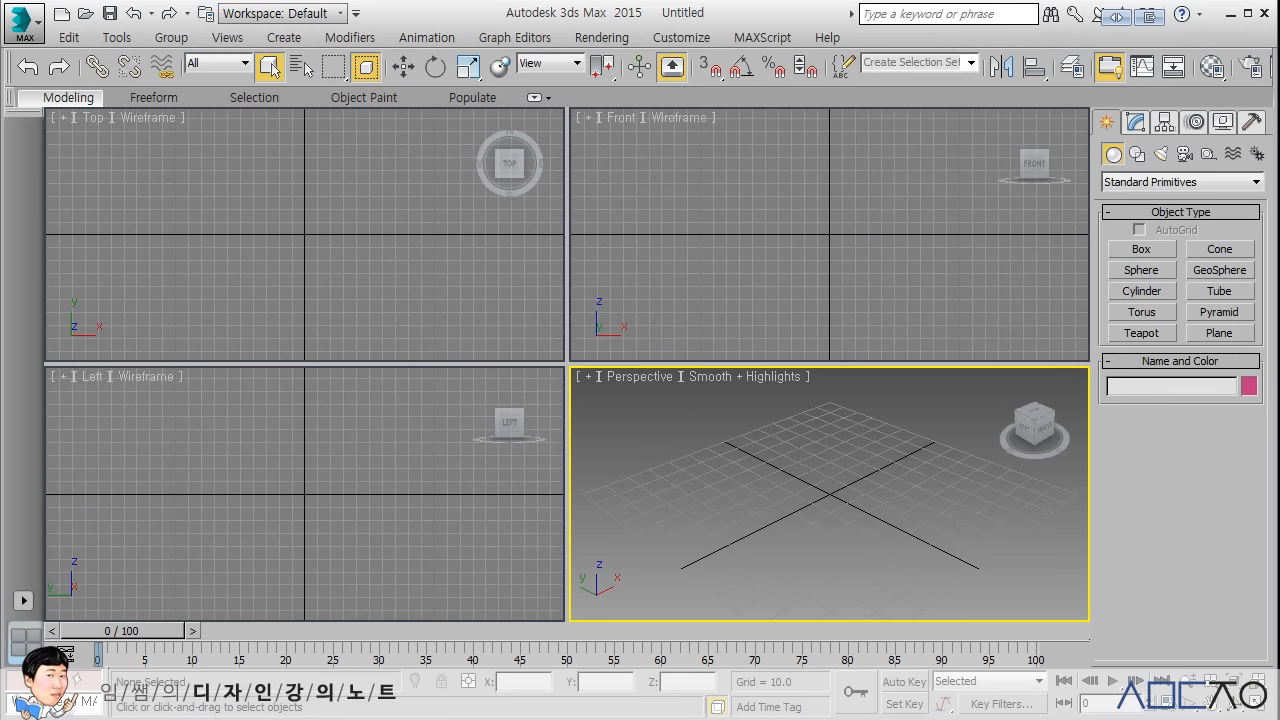 Workspace: Default
Autodesk 3ds Max 2015 Untitled
Type a keyword or phrase
MAX
Edit Tools Group Views Create Modifiers Animation Graph Editors Rendering Customize MAXScript Help
All
View
3
Create Selection Set
Modeling Freeform Selection Object Paint Populate
[ + ] Top ] Wireframe ]
TOP
y
z x
[ + ] Front ] Wireframe ]
FRONT
z
y x
Standard Primitives
- Object Type
AutoGrid
Box Cone
Sphere GeoSphere
Cylinder Tube
Torus Pyramid
Teapot Plane
- Name and Color
[ + ] Left ] Wireframe ]
LEFT
z
y x
[ + ] Perspective ] Smooth + Highlights ]
z
y x
< 0 / 100 >
0 5 10 15 20 25 30 35 40 45 50 55 60 65 70 75 80 85 90 95 100
None Selected X: Y: Z: Grid = 10.0 Auto Key Selected
임/쌤/의/디/자/인/강/의/노/트
Click or click-and-drag to select objects Add Time Tag Set Key Key Filters... 0